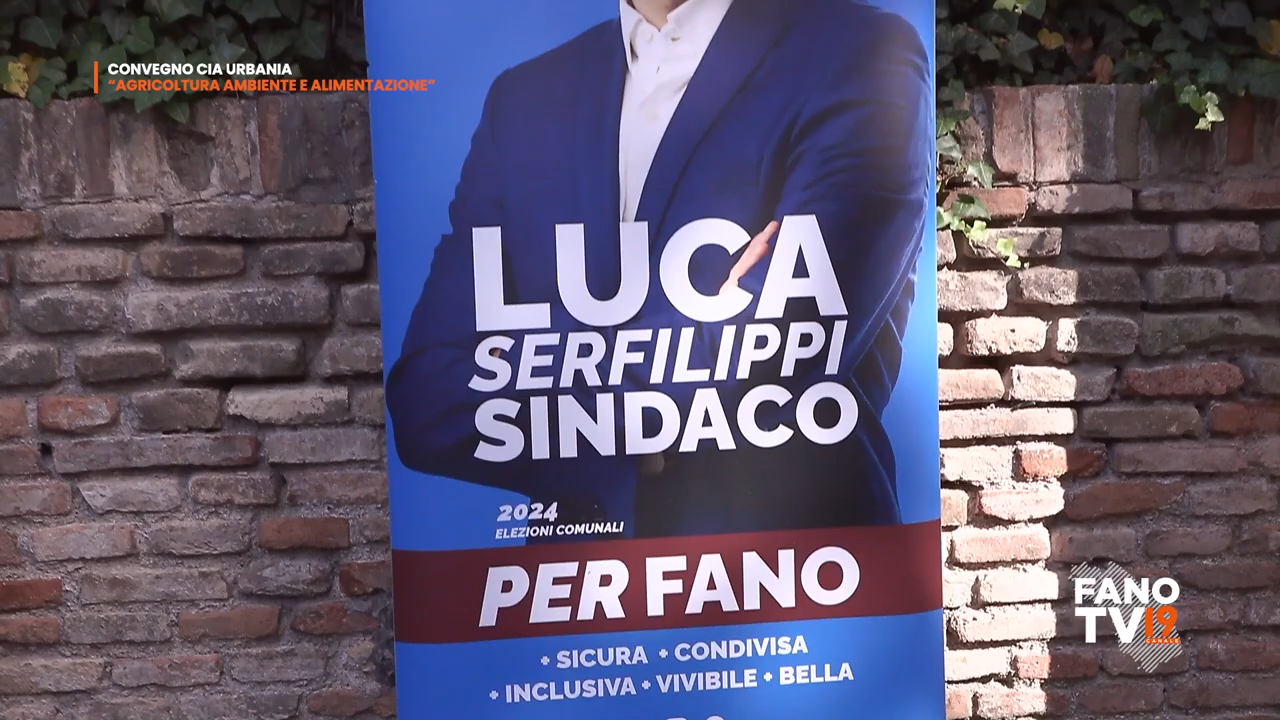 CONVEGNO CIA URBANIA
“AGRICOLTURA AMBIENTE E ALIMENTAZIONE”
LUCA
SERFILIPPI
SINDACO
2024
ELEZIONI COMUNALI
PER FANO
+ SICURA + CONDIVISA
+ INCLUSIVA + VIVIBILE + BELLA
FANO
TV19
CANALE